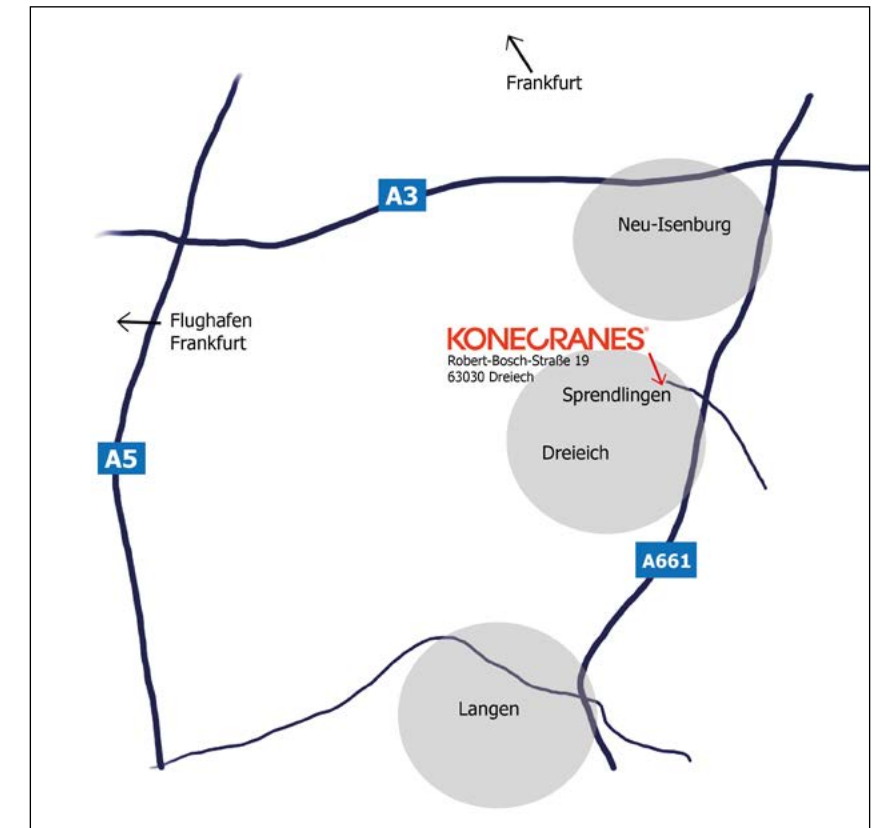 Frankfurt
A3
Neu-Isenburg
Flughafen
Frankfurt
KONECRANES®
Robert-Bosch-Straße 19
63030 Dreiech
Sprendlingen
Dreieich
A5
A661
Langen